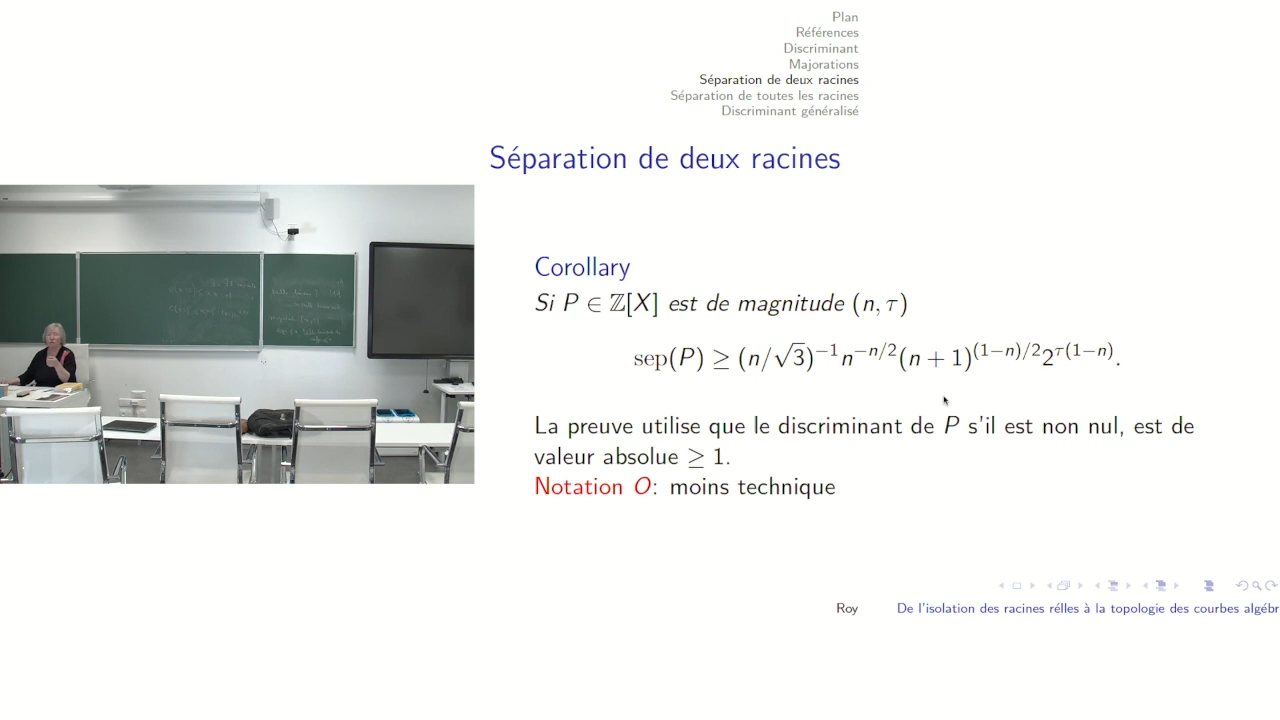 Plan
Références
Discriminant
Majorations
Séparation de deux racines
Séparation de toutes les racines
Discriminant généralisé
Séparation de deux racines
Corollary
Si P ∈ ℤ[X] est de magnitude (n, τ)
sep(P) ≥ (n/√3)⁻¹n^{−n/2}(n + 1)^{(1−n)/2}2^{τ(1−n)}.
La preuve utilise que le discriminant de P s'il est non nul, est de
valeur absolue ≥ 1.
Notation O: moins technique
Roy De l'isolation des racines rélles à la topologie des courbes algébr